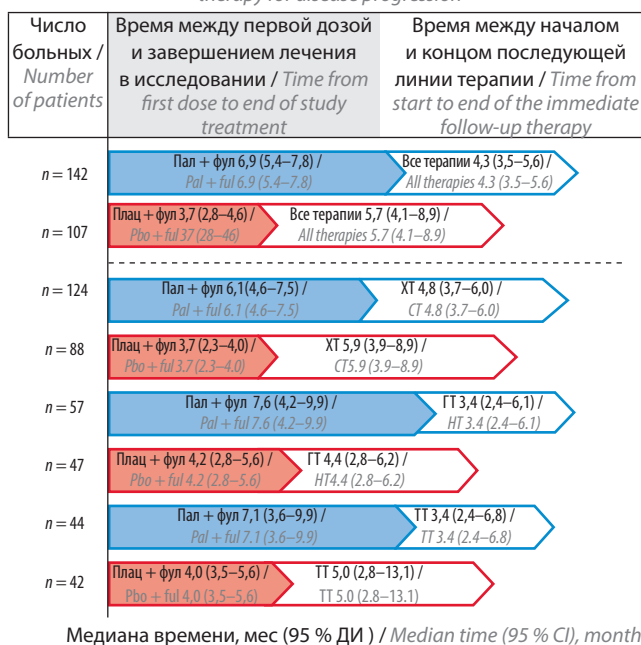 therapy for disease progression
Число
больных /
Number
of patients
Время между первой дозой
и завершением лечения
в исследовании / Time from
first dose to end of study
treatment
Время между началом
и концом последующей
линии терапии / Time from
start to end of the immediate
follow-up therapy
n = 142
Пал + фул 6,9 (5,4–7,8) /
Pal + ful 6.9 (5.4–7.8)
Все терапии 4,3 (3,5–5,6) /
All therapies 4.3 (3.5–5.6)
n = 107
Плац + фул 3,7 (2,8–4,6) /
Pbo + ful 37 (28–46)
Все терапии 5,7 (4,1–8,9) /
All therapies 5.7 (4.1–8.9)
n = 124
Пал + фул 6,1(4,6–7,5) /
Pal + ful 6.1 (4.6–7.5)
ХТ 4,8 (3,7–6,0) /
CT 4.8 (3.7–6.0)
n = 88
Плац + фул 3,7 (2,3–4,0) /
Pbo + ful 3.7 (2.3–4.0)
ХТ 5,9 (3,9–8,9) /
CT5.9 (3.9–8.9)
n = 57
Пал + фул 7,6 (4,2–9,9) /
Pal + ful 7.6 (4.2–9.9)
ГТ 3,4 (2,4–6,1) /
HT 3.4 (2.4–6.1)
n = 47
Плац + фул 4,2 (2,8–5,6) /
Pbo + ful 4.2 (2.8–5.6)
ГТ 4,4 (2,8–6,2) /
HT4.4 (2.8–6.2)
n = 44
Пал + фул 7,1 (3,6–9,9) /
Pal + ful 7.1 (3.6–9.9)
ТТ 3,4 (2,4–6,8) /
TT 3.4 (2.4–6.8)
n = 42
Плац + фул 4,0 (3,5–5,6) /
Pbo + ful 4,0 (3,5–5,6)
ТТ 5,0 (2,8–13,1) /
TT 5.0 (2.8–13.1)
Медиана времени, мес (95 % ДИ ) / Median time (95 % CI), month